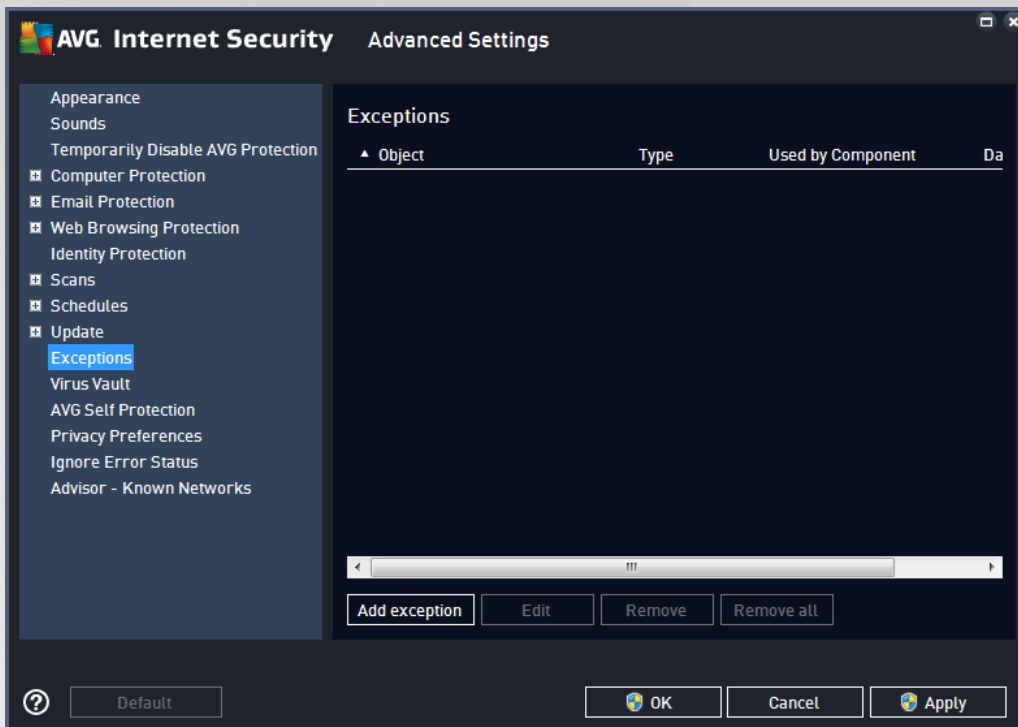 AVG. Internet Security Advanced Settings
Appearance
Sounds
Temporarily Disable AVG Protection
Computer Protection
Email Protection
Web Browsing Protection
Identity Protection
Scans
Schedules
Update
Exceptions
Virus Vault
AVG Self Protection
Privacy Preferences
Ignore Error Status
Advisor - Known Networks
Exceptions
Object Type Used by Component Da
Add exception Edit Remove Remove all
Default OK Cancel Apply